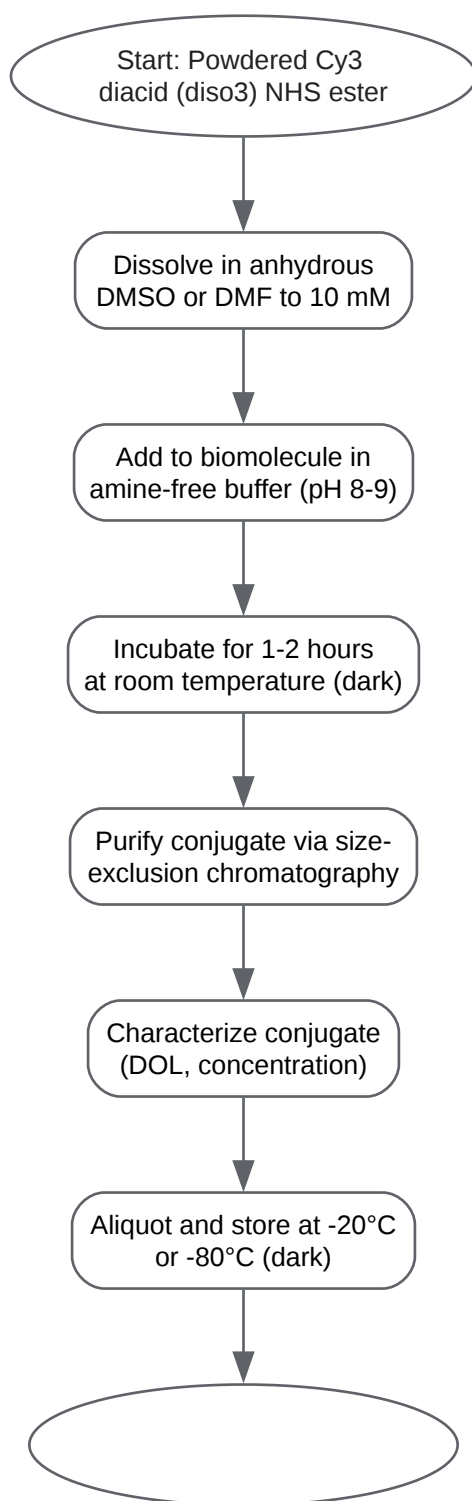 Start: Powdered Cy3
diacid (diso3) NHS ester
Dissolve in anhydrous
DMSO or DMF to 10 mM
Add to biomolecule in
amine-free buffer (pH 8-9)
Incubate for 1-2 hours
at room temperature (dark)
Purify conjugate via size-
exclusion chromatography
Characterize conjugate
(DOL, concentration)
Aliquot and store at -20°C
or -80°C (dark)